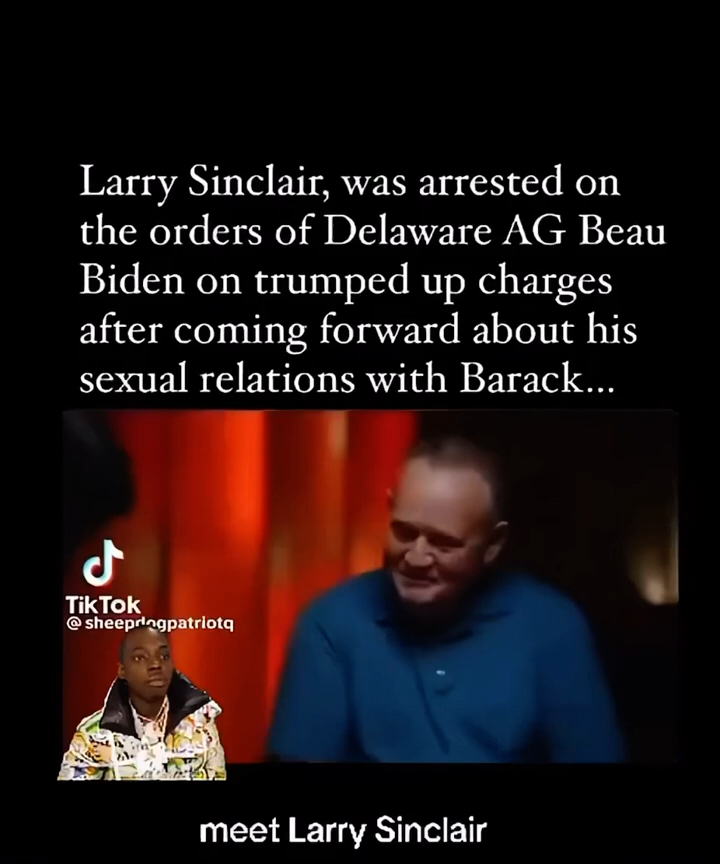 Larry Sinclair, was arrested on
the orders of Delaware AG Beau
Biden on trumped up charges
after coming forward about his
sexual relations with Barack...
TikTok
@sheepdogpatriotq
meet Larry Sinclair